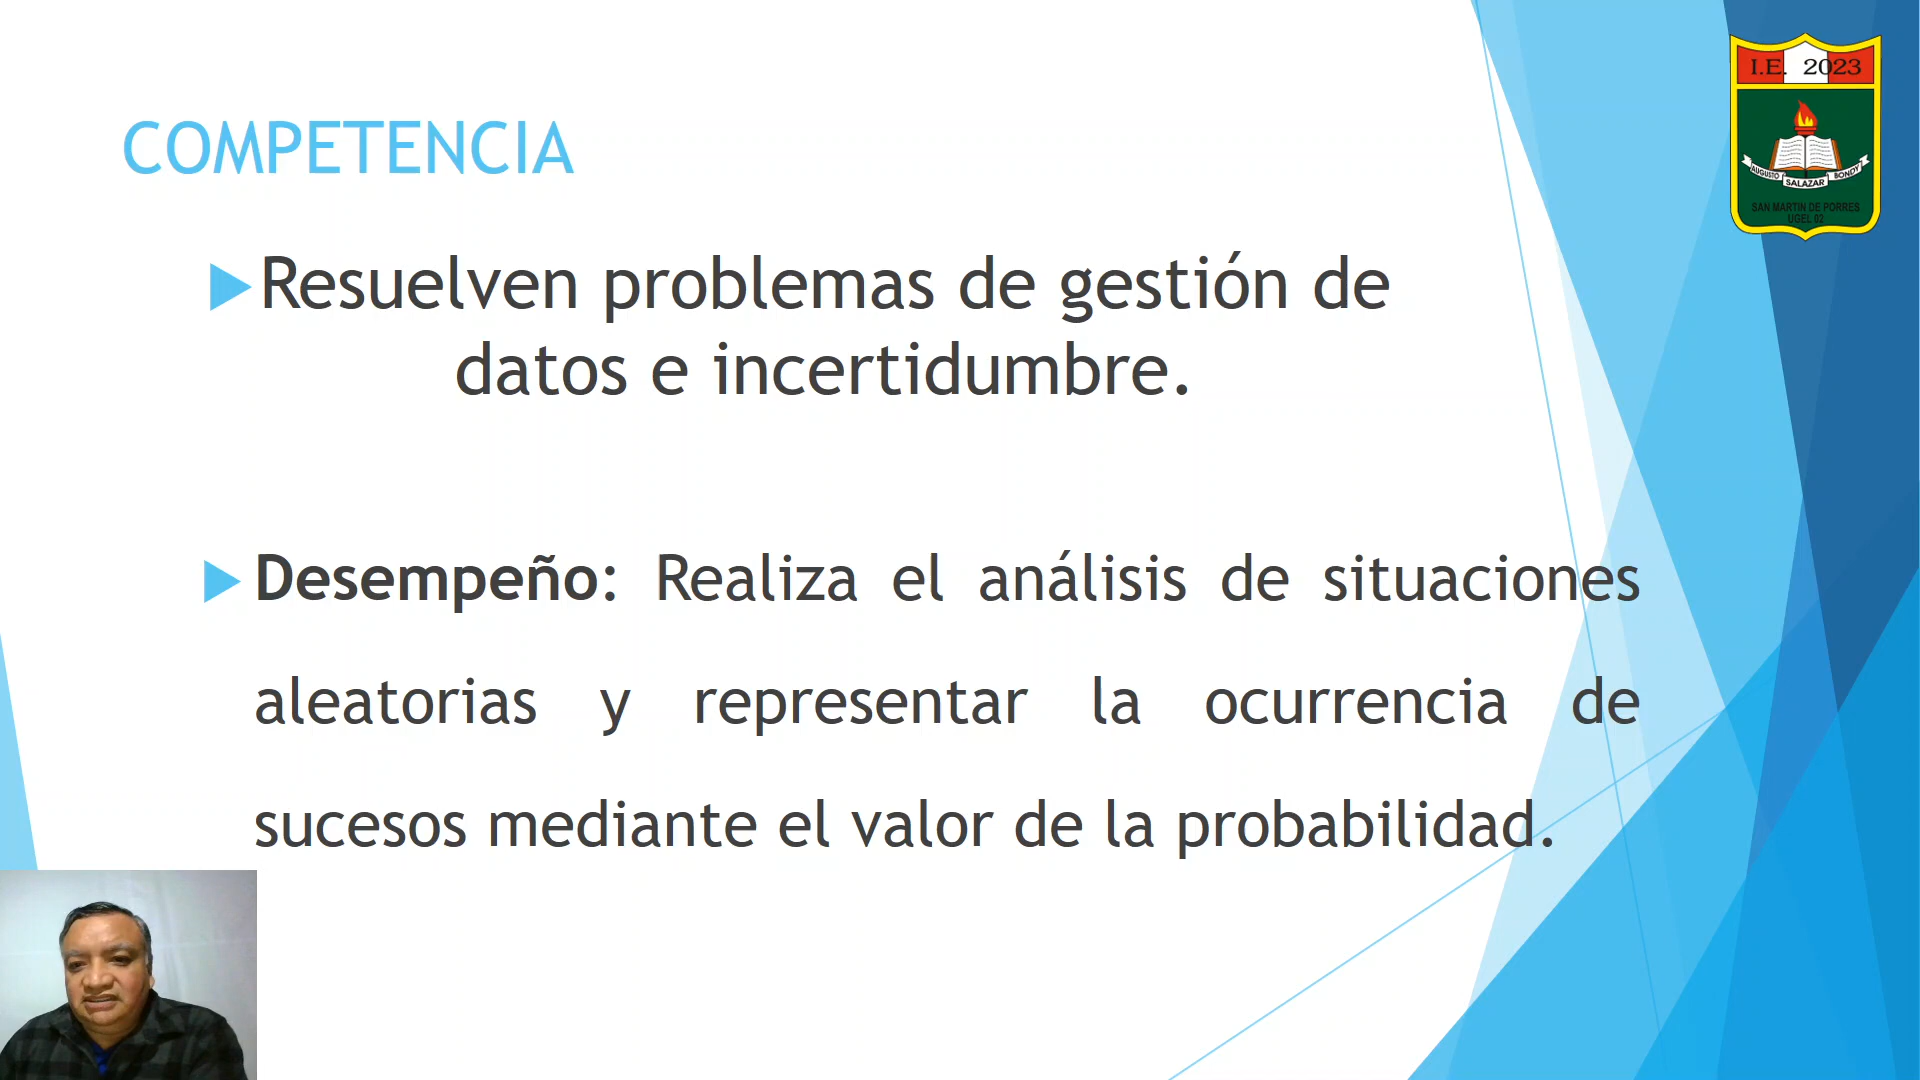 I.E. 2023
COMPETENCIA
AUGUSTO SALAZAR BONDY
SAN MARTIN DE PORRES
UGEL 02
Resuelven problemas de gestión de
datos e incertidumbre.
Desempeño: Realiza el análisis de situaciones
aleatorias y representar la ocurrencia de
sucesos mediante el valor de la probabilidad.